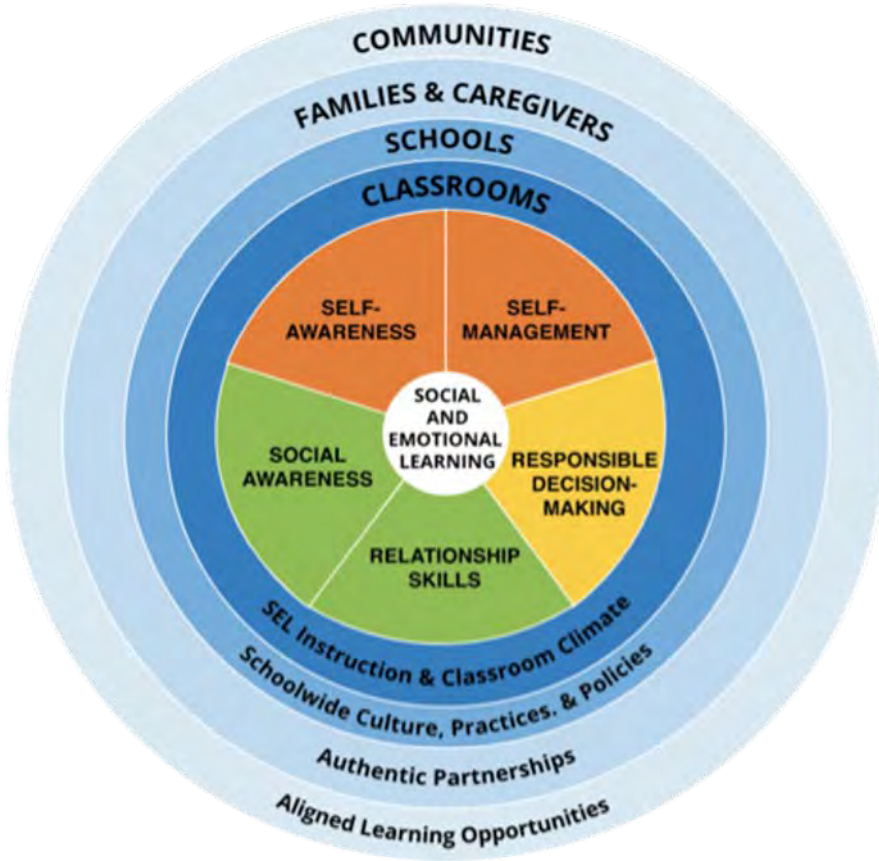 COMMUNITIES
FAMILIES & CAREGIVERS
SCHOOLS
CLASSROOMS
SELF-
AWARENESS
SELF-
MANAGEMENT
SOCIAL
AND
EMOTIONAL
LEARNING
SOCIAL
AWARENESS
RESPONSIBLE
DECISION-
MAKING
RELATIONSHIP
SKILLS
SEL Instruction & Classroom Climate
Schoolwide Culture, Practices. & Policies
Authentic Partnerships
Aligned Learning Opportunities